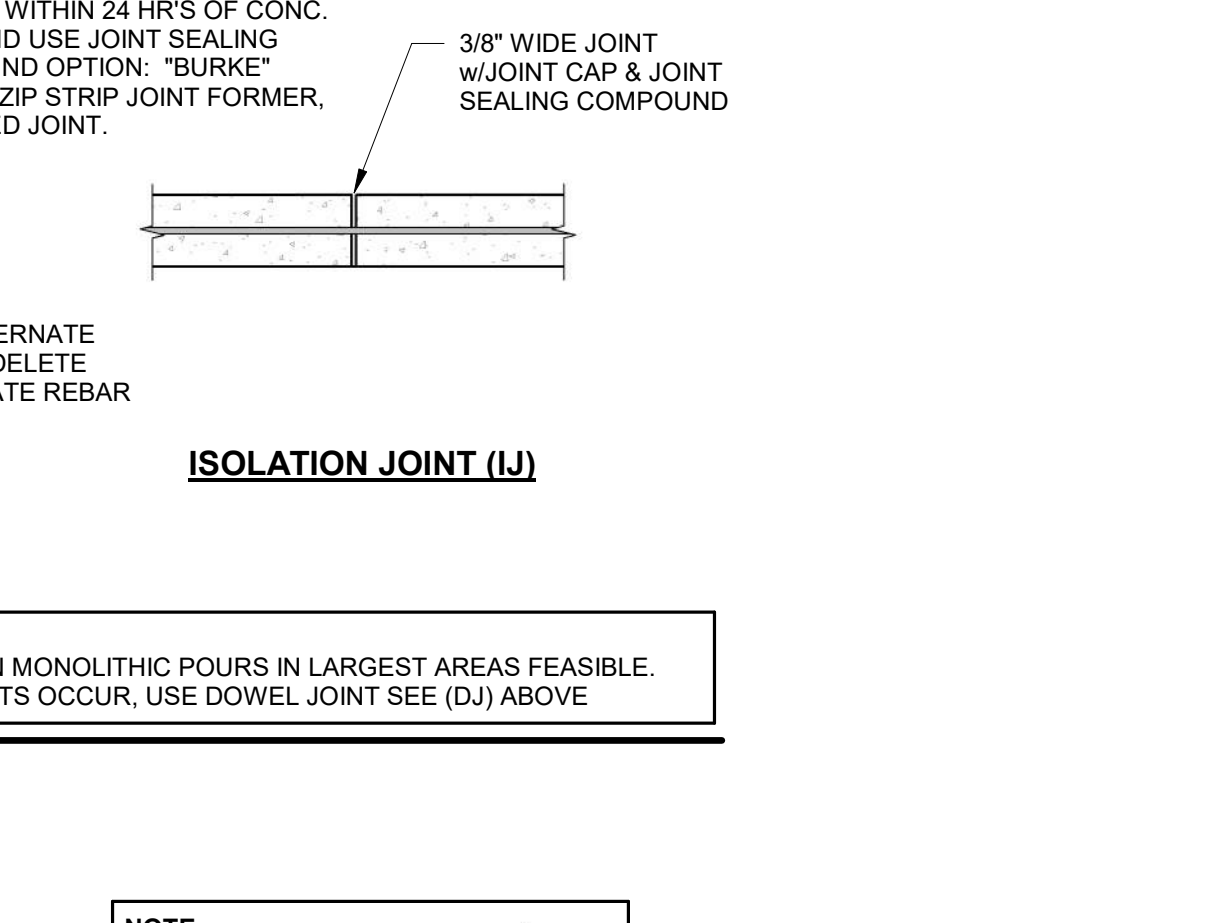 WITHIN 24 HR'S OF CONC.
ND USE JOINT SEALING
ND OPTION: "BURKE"
ZIP STRIP JOINT FORMER,
ED JOINT.
3/8" WIDE JOINT
w/JOINT CAP & JOINT
SEALING COMPOUND
ERNATE
DELETE
ATE REBAR
ISOLATION JOINT (IJ)
N MONOLITHIC POURS IN LARGEST AREAS FEASIBLE.
TS OCCUR, USE DOWEL JOINT SEE (DJ) ABOVE
NOTE